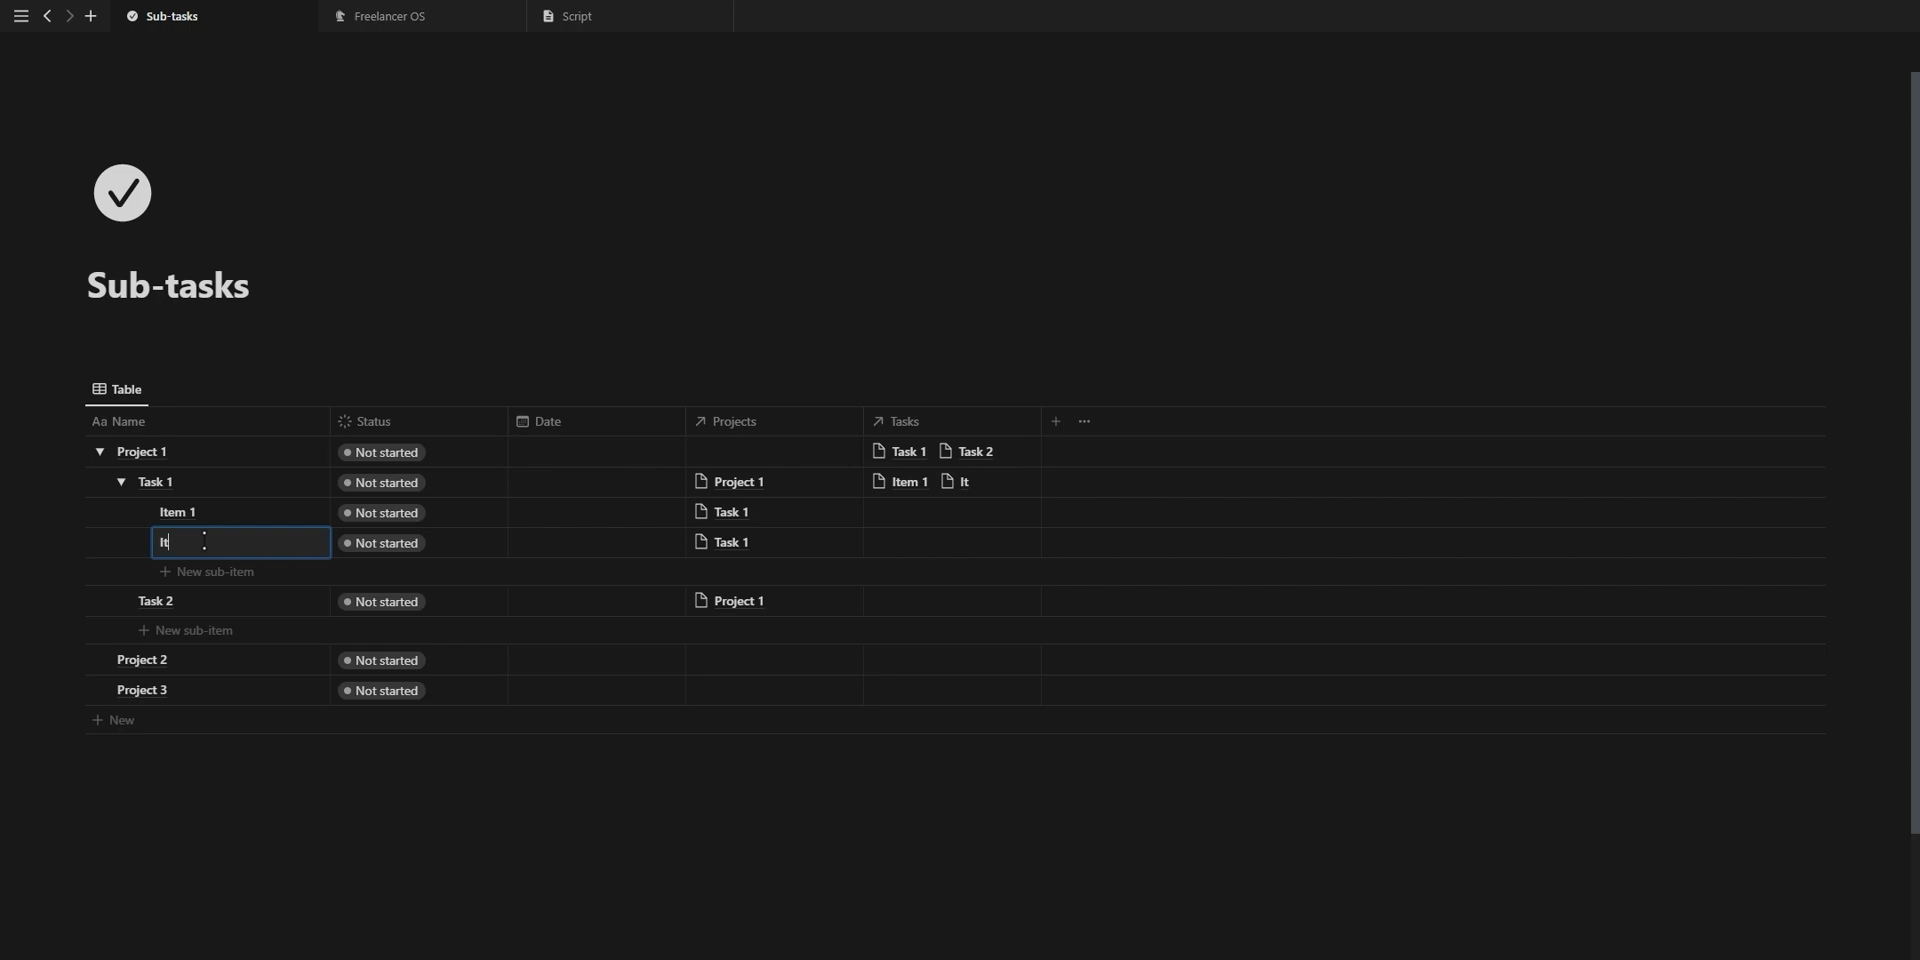 Sub-tasks Freelancer OS Script
Sub-tasks
Table
Aa Name Status Date Projects Tasks
Project 1 Not started Task 1 Task 2
Task 1 Not started Project 1 Item 1 It
Item 1 Not started Task 1
It Not started Task 1
+ New sub-item
Task 2 Not started Project 1
+ New sub-item
Project 2 Not started
Project 3 Not started
+ New